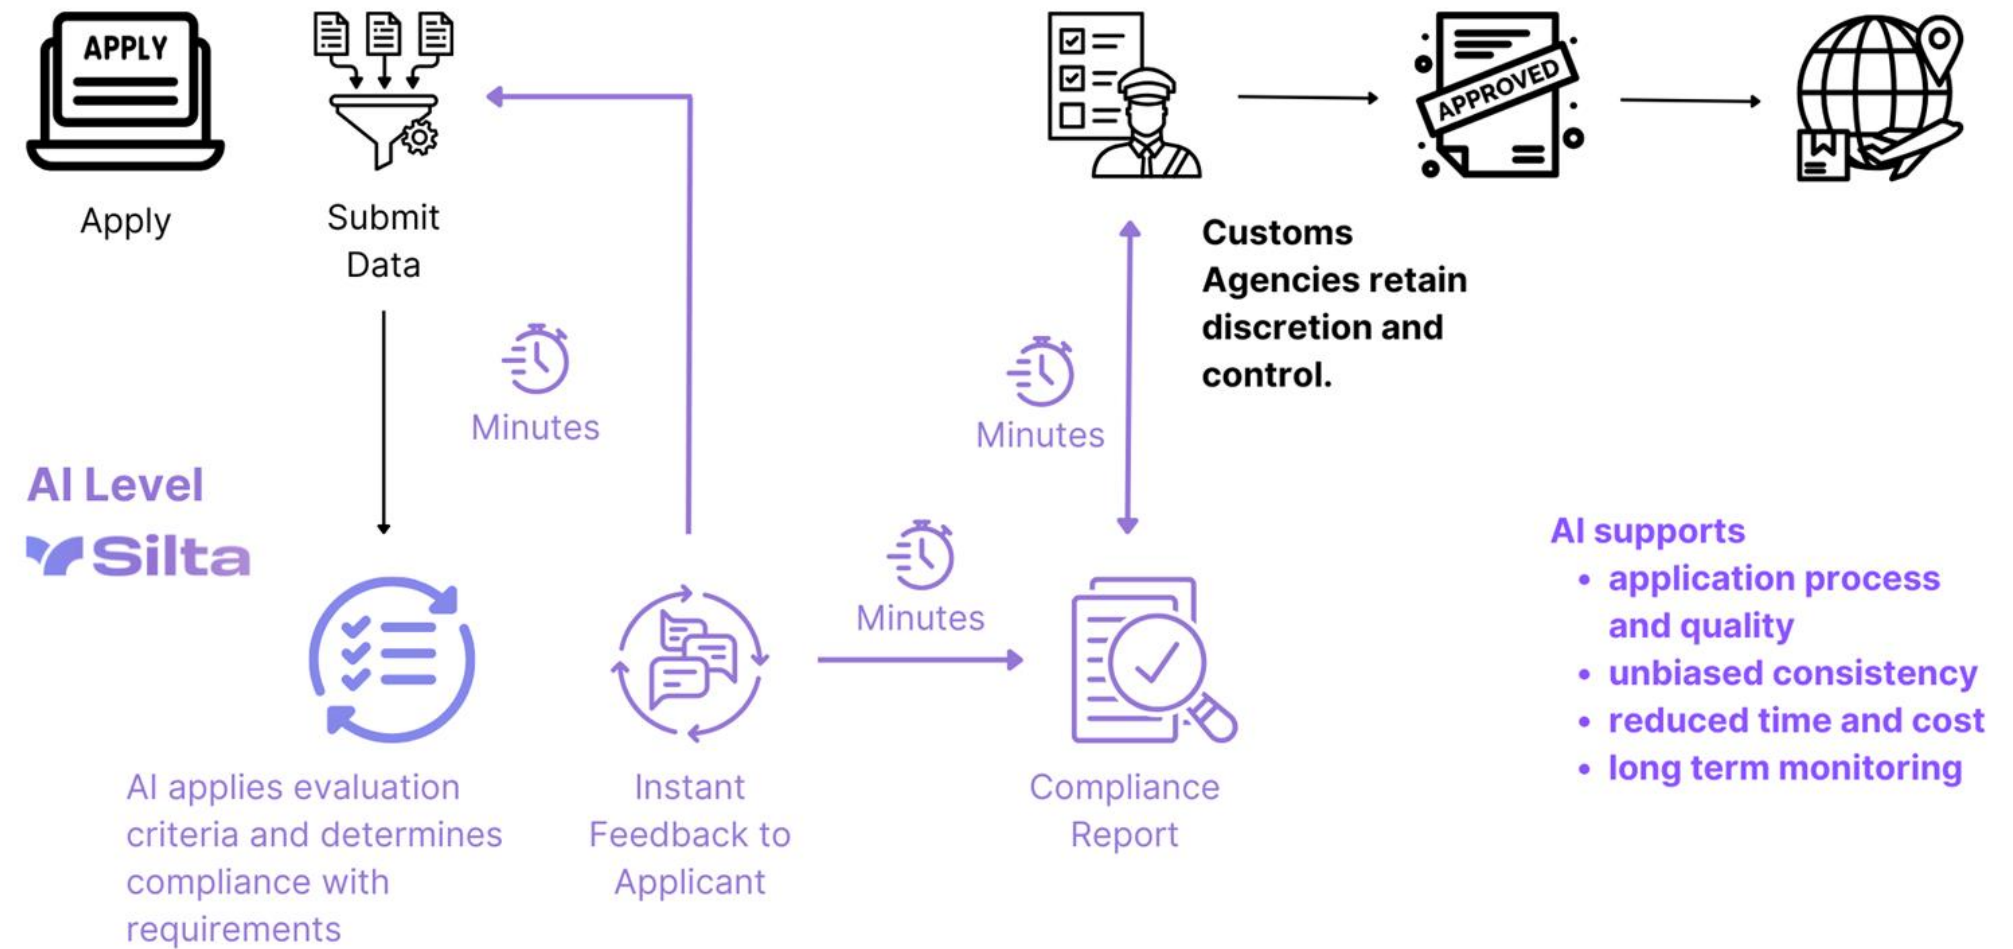 APPLY
APPROVED
Apply
Submit
Data
Customs
Agencies retain
discretion and
control.
Minutes
Minutes
AI Level
Silta
Minutes
AI supports
• application process
and quality
• unbiased consistency
• reduced time and cost
• long term monitoring
AI applies evaluation
criteria and determines
compliance with
requirements
Instant
Feedback to
Applicant
Compliance
Report